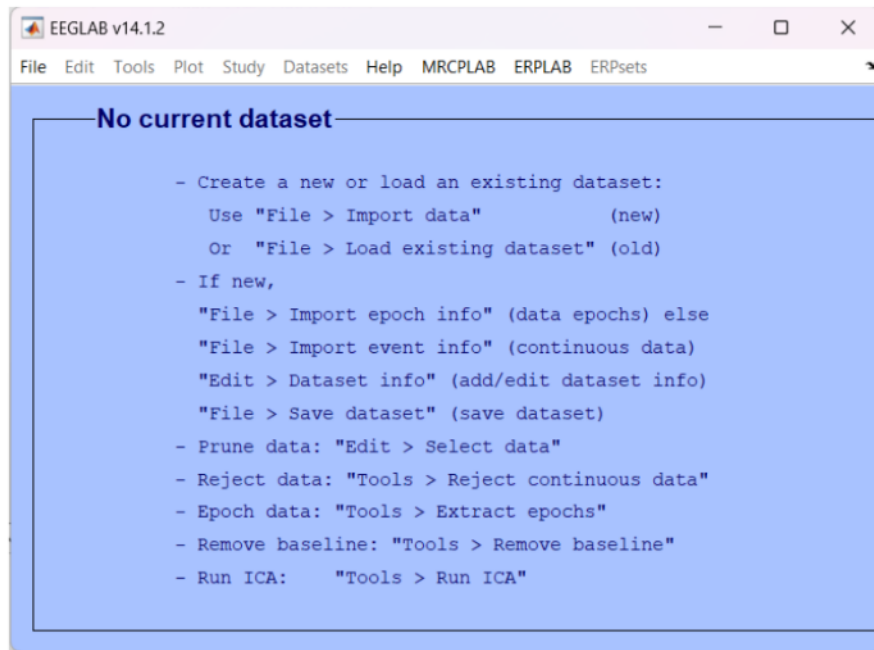 EEGLAB v14.1.2
File Edit Tools Plot Study Datasets Help MRCPLAB ERPLAB ERPsets
No current dataset
- Create a new or load an existing dataset:
Use "File > Import data" (new)
Or "File > Load existing dataset" (old)
- If new,
"File > Import epoch info" (data epochs) else
"File > Import event info" (continuous data)
"Edit > Dataset info" (add/edit dataset info)
"File > Save dataset" (save dataset)
- Prune data: "Edit > Select data"
- Reject data: "Tools > Reject continuous data"
- Epoch data: "Tools > Extract epochs"
- Remove baseline: "Tools > Remove baseline"
- Run ICA: "Tools > Run ICA"